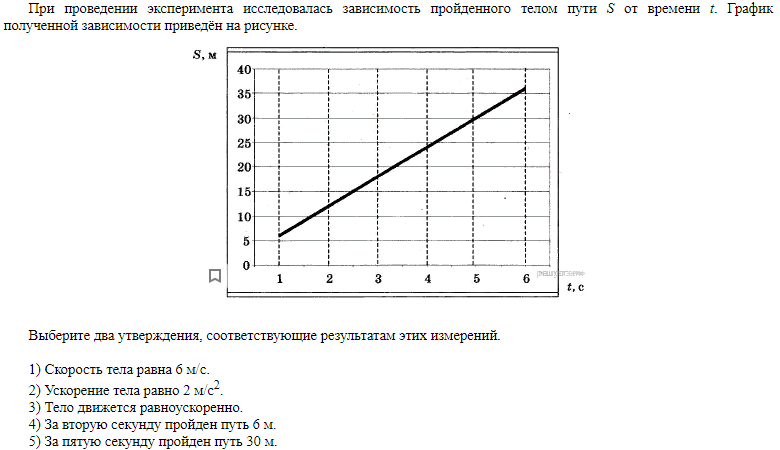 При проведении эксперимента исследовалась зависимость пройденного телом пути S от времени t. График
полученной зависимости приведён на рисунке.
S, м
40
35
30
25
20
15
10
5
0
1 2 3 4 5 6
t, с
Выберите два утверждения, соответствующие результатам этих измерений.
1) Скорость тела равна 6 м/с.
2) Ускорение тела равно 2 м/с².
3) Тело движется равноускоренно.
4) За вторую секунду пройден путь 6 м.
5) За пятую секунду пройден путь 30 м.